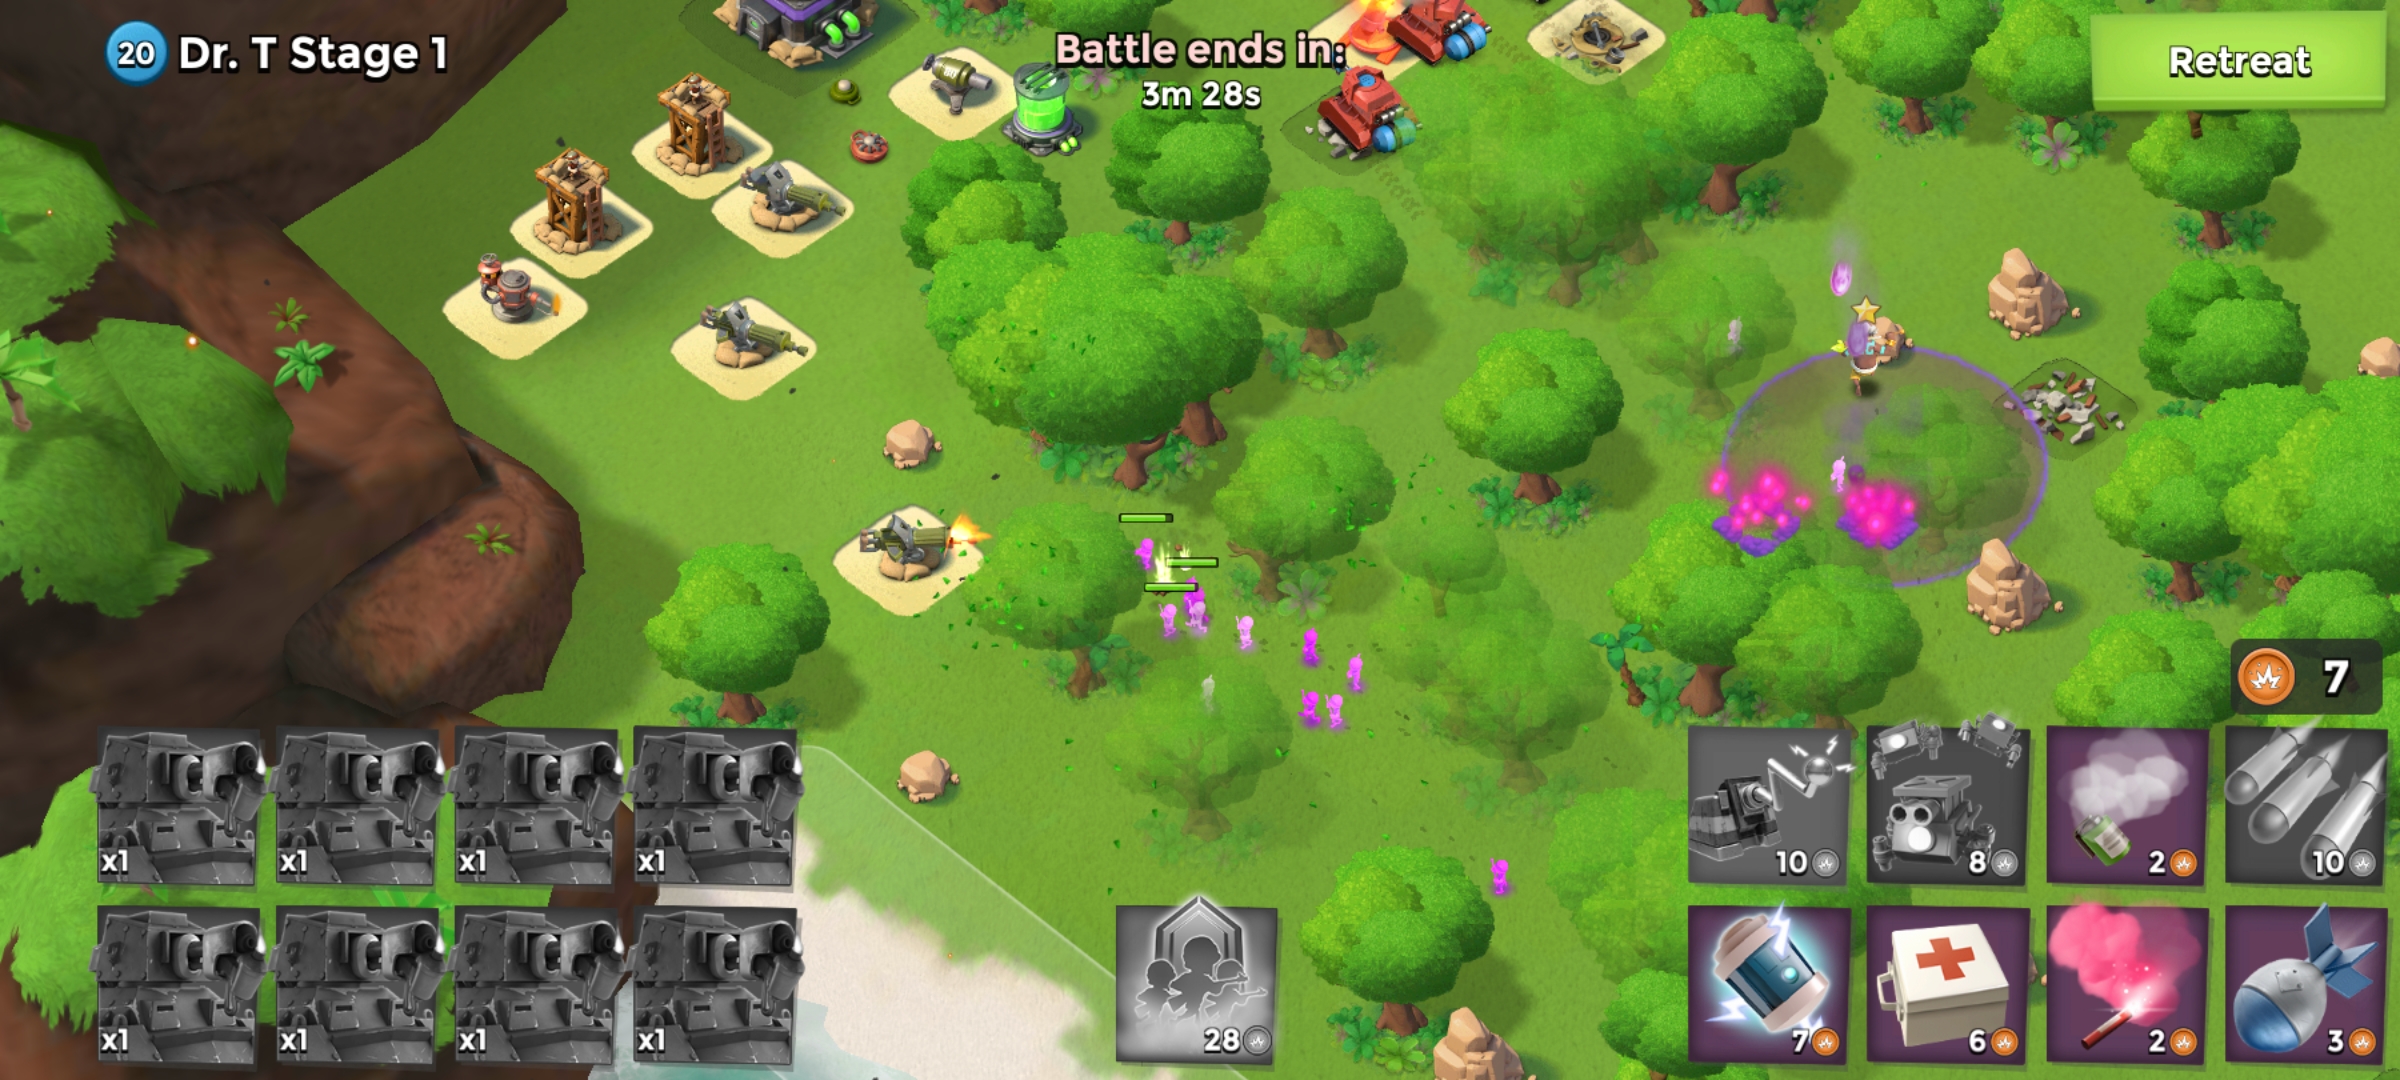 20 Dr. T Stage 1
Battle ends in:
3m 28s
Retreat
7
x1 x1 x1 x1
10 8 2 10
x1 x1 x1 x1
28
7 6 2 3